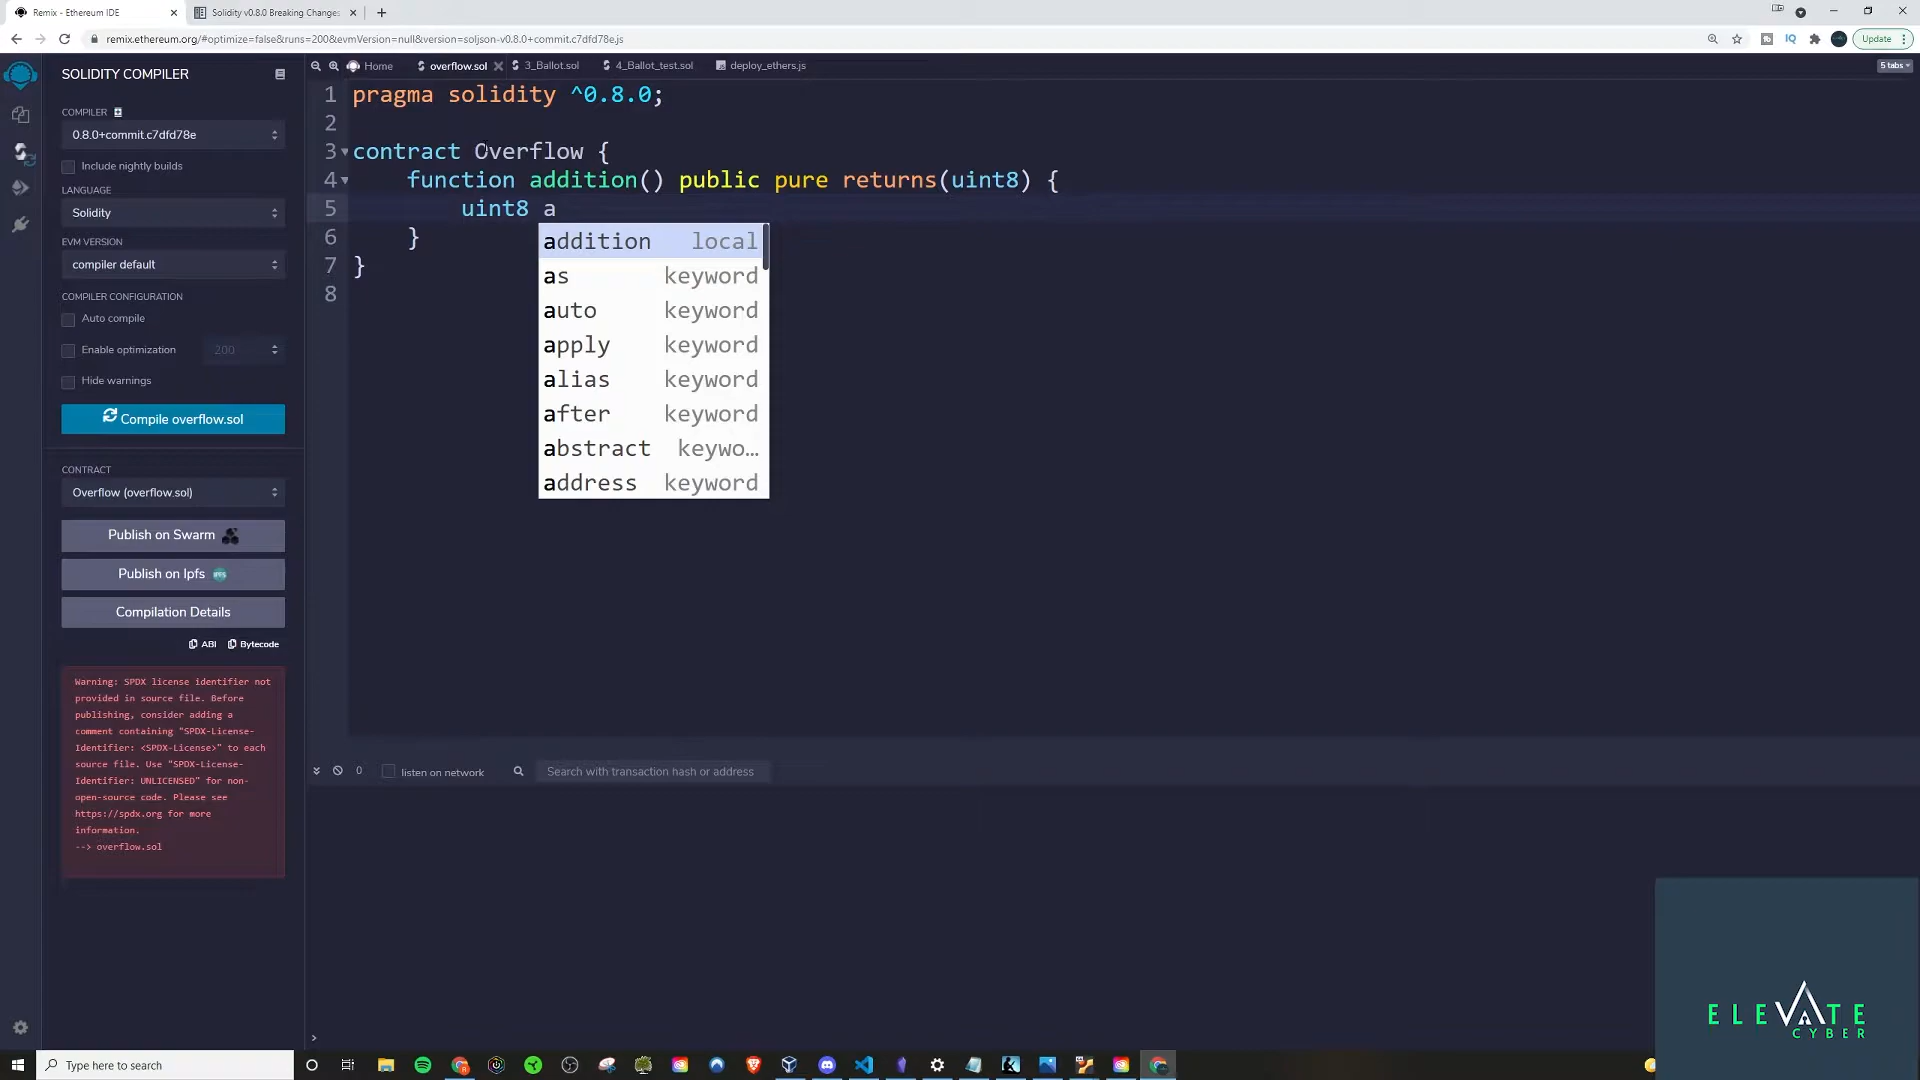 Remix - Ethereum IDE
Solidity v0.8.0 Breaking Changes
remix.ethereum.org/#optimize=false&runs=200&evmVersion=null&version=soljson-v0.8.0+commit.c7dfd78e.js
Update
SOLIDITY COMPILER
Home
overflow.sol
3_Ballot.sol
4_Ballot_test.sol
deploy_ethers.js
5 tabs
COMPILER
0.8.0+commit.c7dfd78e
Include nightly builds
LANGUAGE
Solidity
EVM VERSION
compiler default
COMPILER CONFIGURATION
Auto compile
Enable optimization
200
Hide warnings
Compile overflow.sol
CONTRACT
Overflow (overflow.sol)
Publish on Swarm
Publish on Ipfs
Compilation Details
ABI
Bytecode
Warning: SPDX license identifier not
provided in source file. Before
publishing, consider adding a
comment containing "SPDX-License-
Identifier: <SPDX-License>" to each
source file. Use "SPDX-License-
Identifier: UNLICENSED" for non-
open-source code. Please see
https://spdx.org for more
information.
--> overflow.sol
1 pragma solidity ^0.8.0;
2
3 contract Overflow {
4 function addition() public pure returns(uint8) {
5 uint8 a
6 }
7 }
8
addition local
as keyword
auto keyword
apply keyword
alias keyword
after keyword
abstract keywo…
address keyword
0
listen on network
Search with transaction hash or address
>
ELEVATE
CYBER
Type here to search